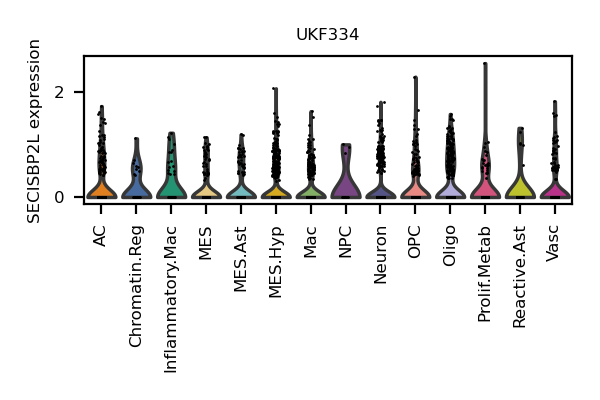 UKF334
SECISBP2L expression
2
0
AC
Chromatin.Reg
Inflammatory.Mac
MES
MES.Ast
MES.Hyp
Mac
NPC
Neuron
OPC
Oligo
Prolif.Metab
Reactive.Ast
Vasc